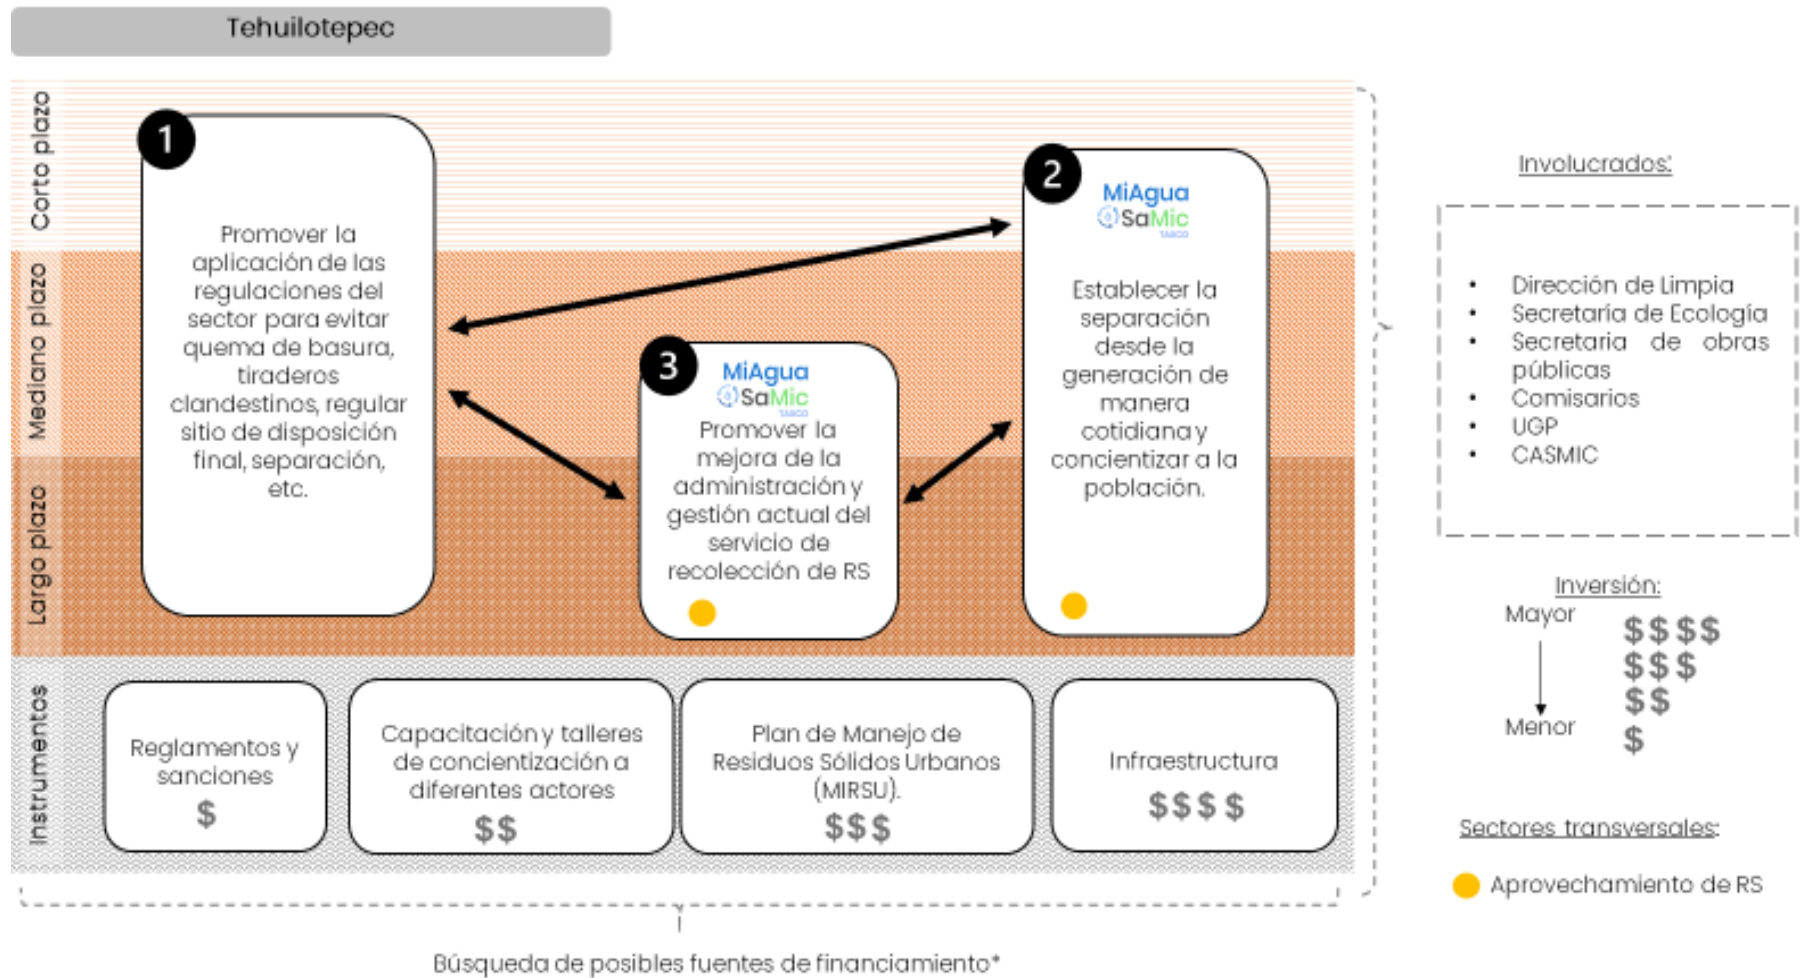 Tehuilotepec
Corto plazo
Mediano plazo
Largo plazo
Instrumentos
1
Promover la
aplicación de las
regulaciones del
sector para evitar
quema de basura,
tiraderos
clandestinos, regular
sitio de disposición
final, separación,
etc.
2
MiAgua
SaMic
TAXCO
Establecer la
separación
desde la
generación de
manera
cotidiana y
concientizar a la
población.
3
MiAgua
SaMic
TAXCO
Promover la
mejora de la
administración y
gestión actual del
servicio de
recolección de RS
Reglamentos y
sanciones
$
Capacitación y talleres
de concientización a
diferentes actores
$$
Plan de Manejo de
Residuos Sólidos Urbanos
(MIRSU).
$$$
Infraestructura
$$$$
Búsqueda de posibles fuentes de financiamiento*
Involucrados:
• Dirección de Limpia
• Secretaría de Ecología
• Secretaria de obras
públicas
• Comisarios
• UGP
• CASMIC
Inversión:
Mayor
$$$$
$$$
$$
Menor
$
Sectores transversales:
Aprovechamiento de RS